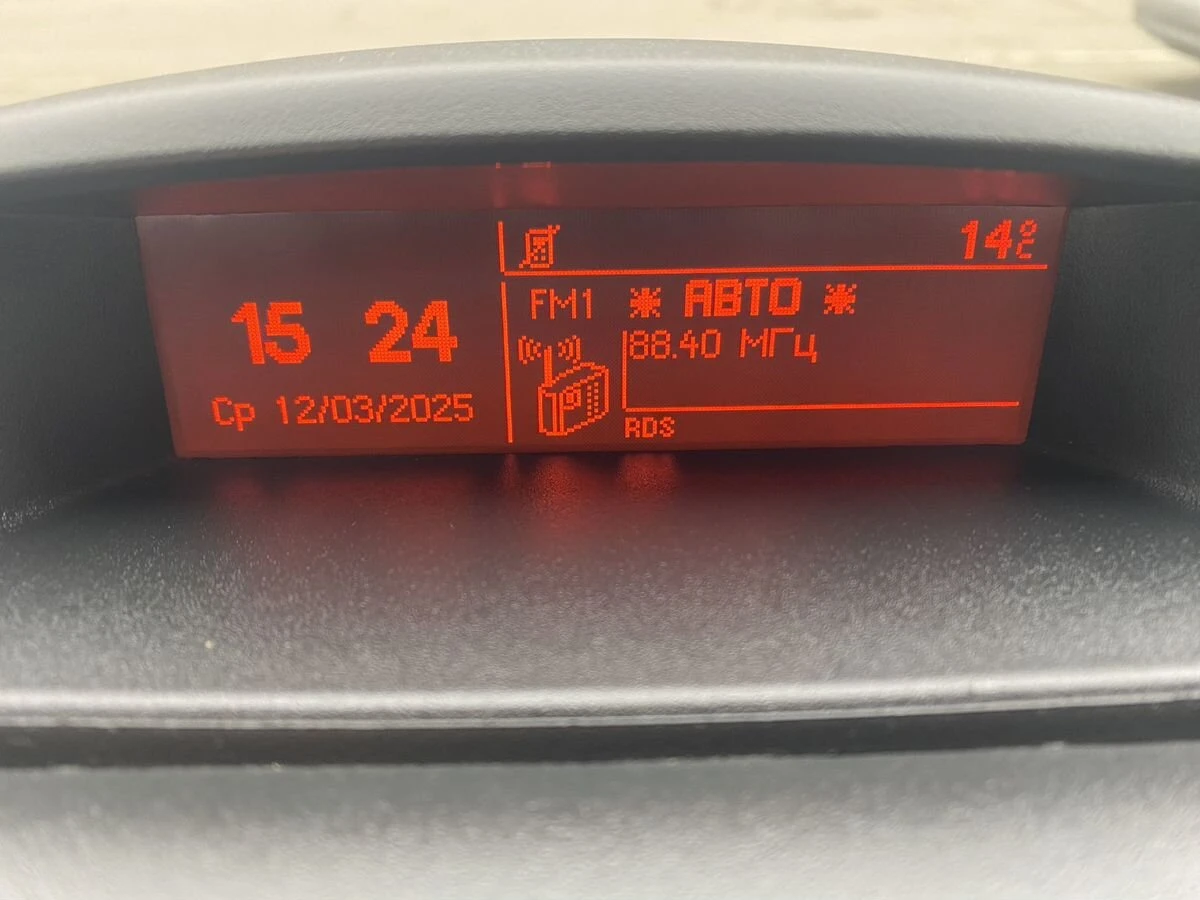 14°C
15 24
Ср 12/03/2025
FM1 ✷ АВТО ✷
88.40 МГц
RDS